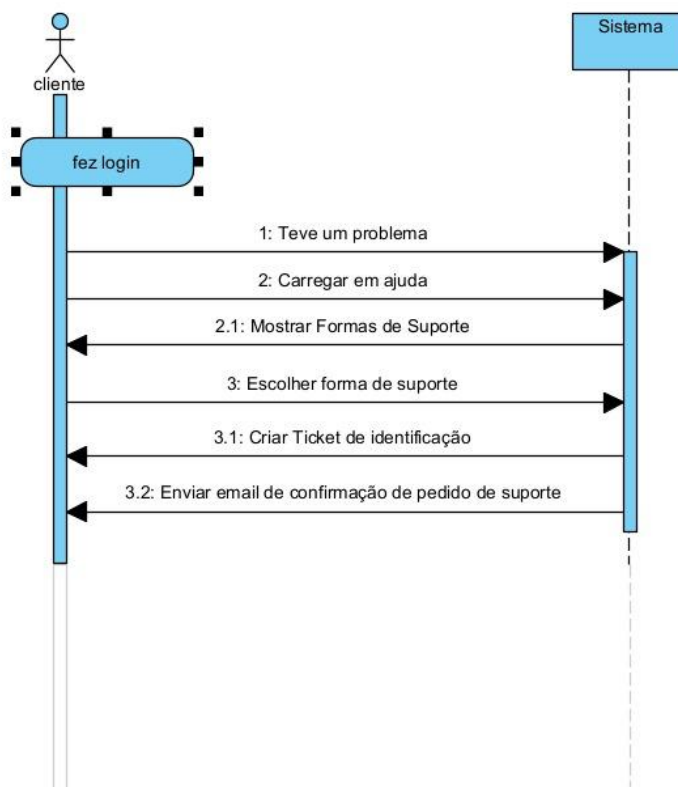 cliente
Sistema
fez login
1: Teve um problema
2: Carregar em ajuda
2.1: Mostrar Formas de Suporte
3: Escolher forma de suporte
3.1: Criar Ticket de identificação
3.2: Enviar email de confirmação de pedido de suporte